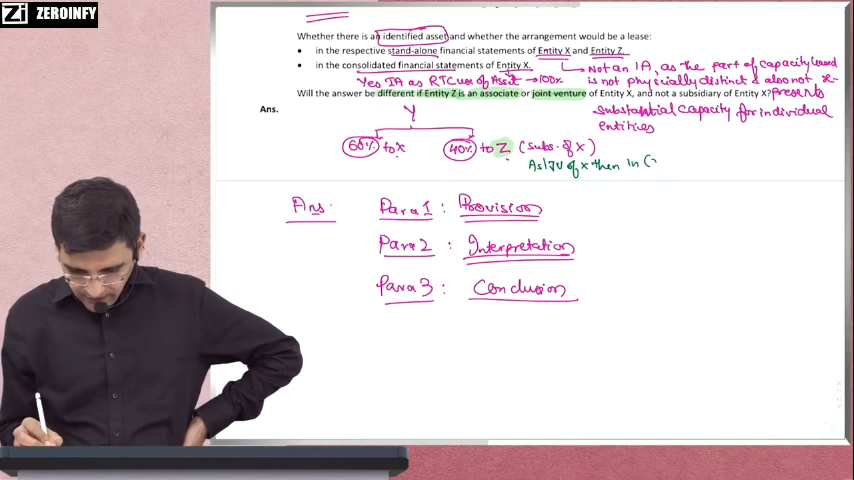 Zi ZEROINFY
Whether there is an identified asset and whether the arrangement would be a lease:
• in the respective stand-alone financial statements of Entity X and Entity Z.
• in the consolidated financial statements of Entity X.
Not an IA, as the part of capacity used
is not physically distinct & also not re-
presents
substantial capacity for individual
entities
Yes IA as RTC use of Asset → 100%
Will the answer be different if Entity Z is an associate or joint venture of Entity X, and not a subsidiary of Entity X?
Ans.
Y
60% to X
40% to Z (subs. of X)
As/JV of X then in (
Ans.
Para 1 : Provision
Para 2 : Interpretation
Para 3 : Conclusion